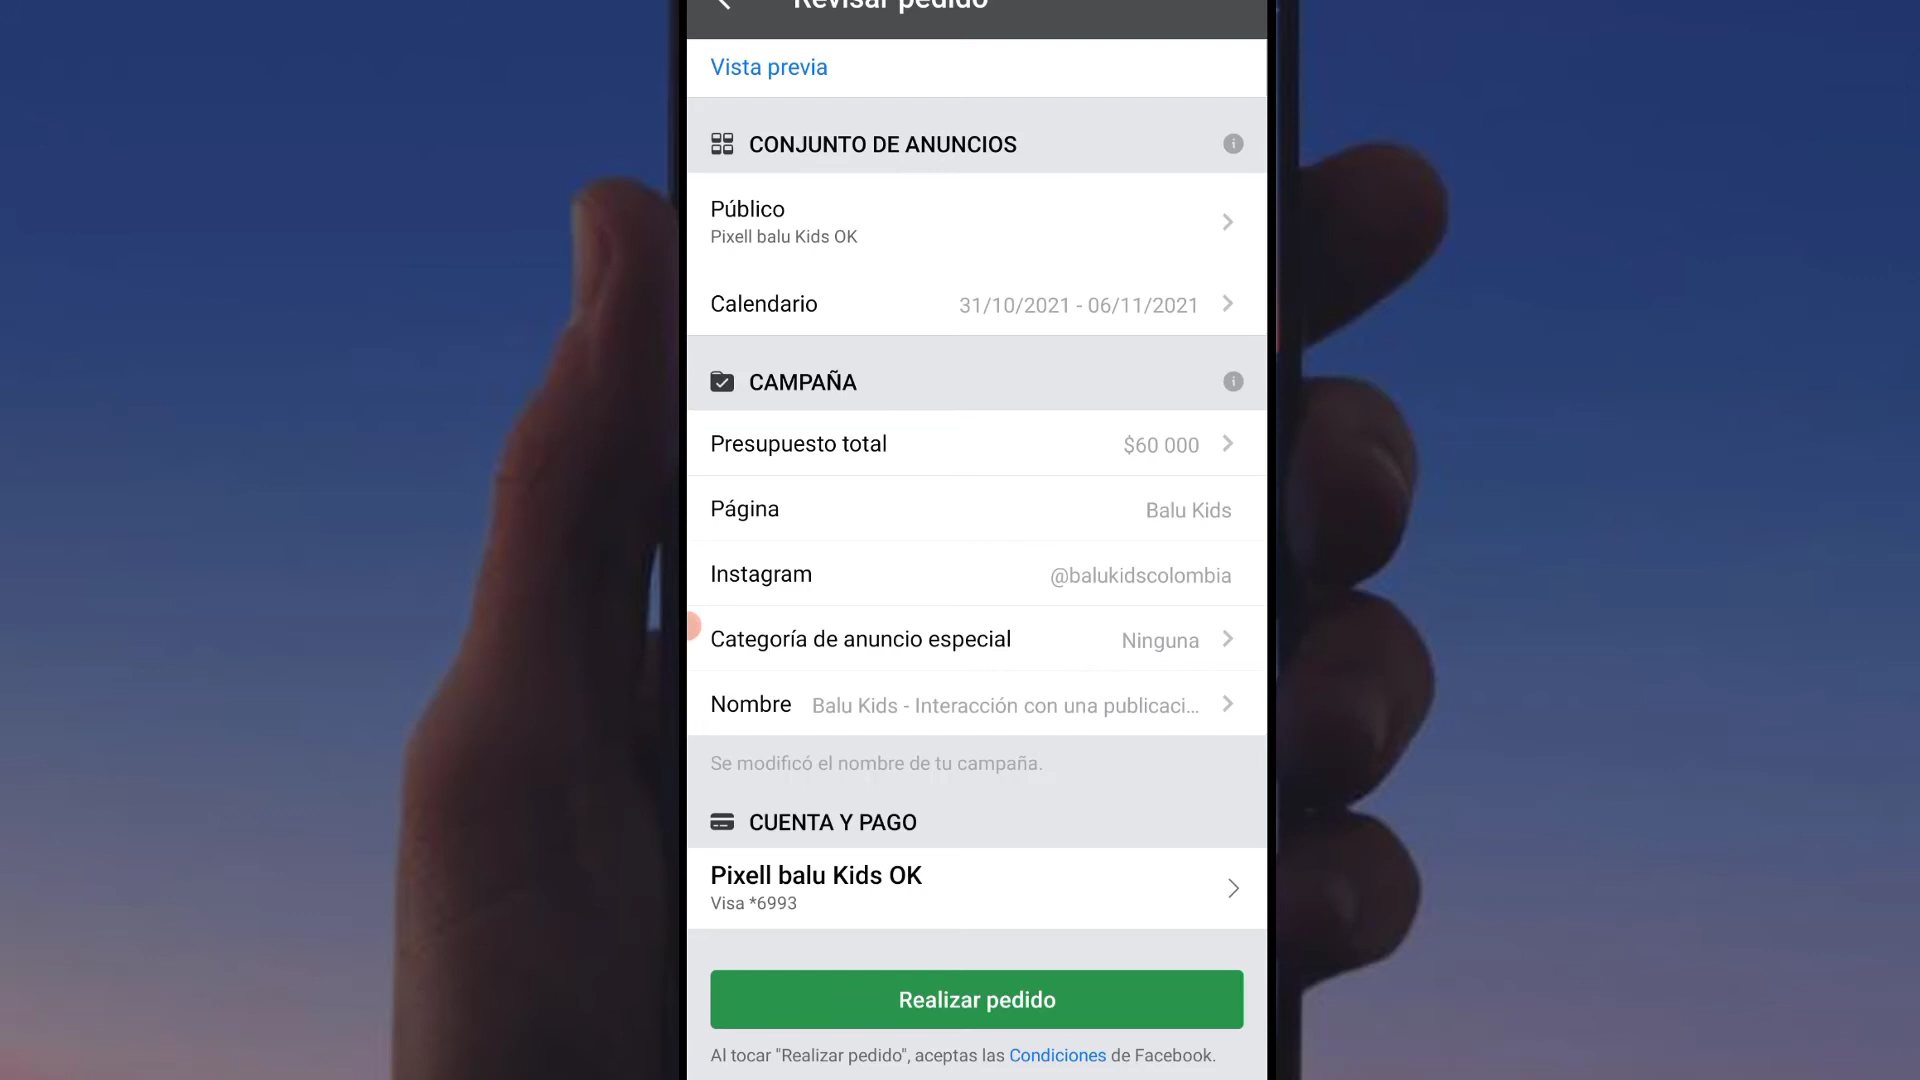 Revisar pedido
Vista previa
CONJUNTO DE ANUNCIOS
Público
Pixell balu Kids OK
Calendario 31/10/2021 - 06/11/2021
CAMPAÑA
Presupuesto total $60 000
Página Balu Kids
Instagram @balukidscolombia
Categoría de anuncio especial Ninguna
Nombre Balu Kids - Interacción con una publicaci...
Se modificó el nombre de tu campaña.
CUENTA Y PAGO
Pixell balu Kids OK
Visa *6993
Realizar pedido
Al tocar "Realizar pedido", aceptas las Condiciones de Facebook.